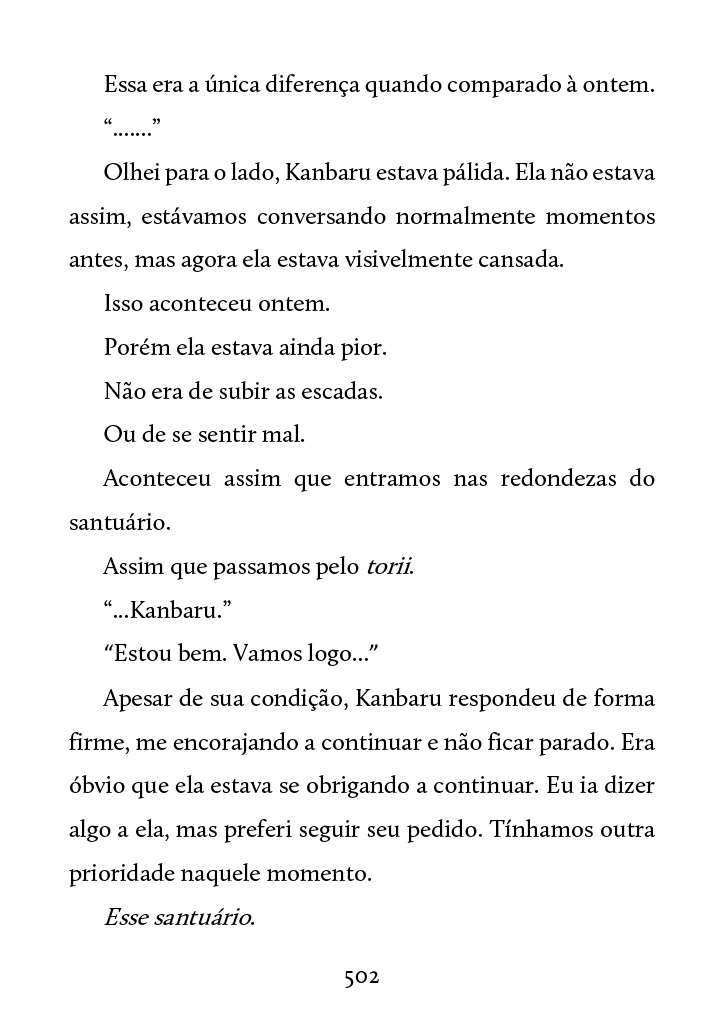 Essa era a única diferença quando comparado à ontem.
“.......”
Olhei para o lado, Kanbaru estava pálida. Ela não estava
assim, estávamos conversando normalmente momentos
antes, mas agora ela estava visivelmente cansada.
Isso aconteceu ontem.
Porém ela estava ainda pior.
Não era de subir as escadas.
Ou de se sentir mal.
Aconteceu assim que entramos nas redondezas do
santuário.
Assim que passamos pelo torii.
“...Kanbaru.”
“Estou bem. Vamos logo...”
Apesar de sua condição, Kanbaru respondeu de forma
firme, me encorajando a continuar e não ficar parado. Era
óbvio que ela estava se obrigando a continuar. Eu ia dizer
algo a ela, mas preferi seguir seu pedido. Tínhamos outra
prioridade naquele momento.
Esse santuário.
502